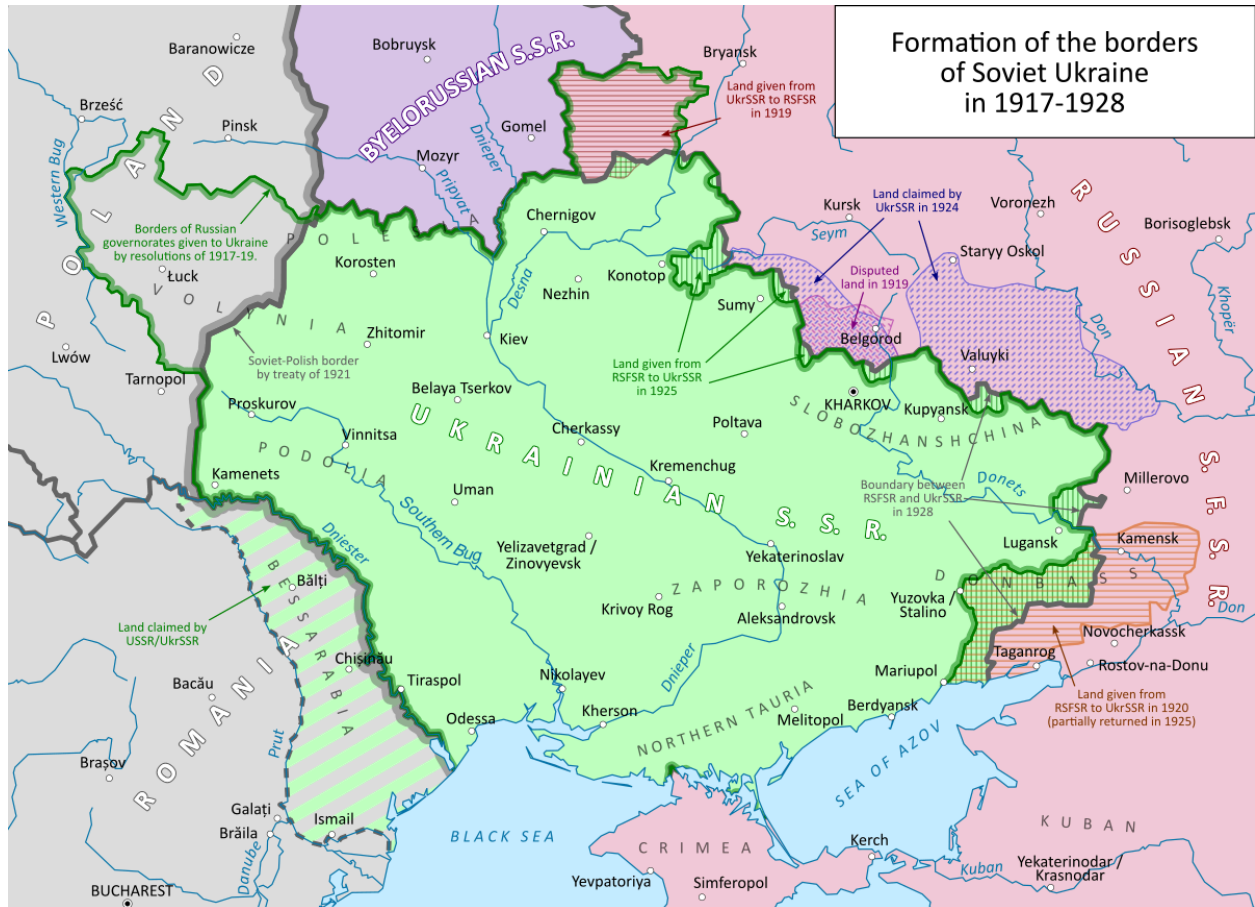 Formation of the borders
of Soviet Ukraine
in 1917-1928
Baranowicze
Bobruysk
Bryansk
BYELORUSSIAN S.S.R.
Land given from
UkrSSR to RSFSR
in 1919
Brześć
Pinsk
Gomel
Dnieper
Mozyr
Pripyat
Western Bug
POLAND
Borders of Russian
governorates given to Ukraine
by resolutions of 1917-19.
POLESIA
Chernigov
Kursk
Seym
Land claimed by
UkrSSR in 1924
Voronezh
Borisoglebsk
RUSSIAN
S.F.S.R.
Staryy Oskol
Khopër
Don
Łuck
VOLYNIA
Korosten
Desna
Nezhin
Konotop
Sumy
Disputed
land in 1919
Belgorod
Zhitomir
Kiev
Lwów
Soviet-Polish border
by treaty of 1921
Land given from
RSFSR to UkrSSR
in 1925
Valuyki
Tarnopol
Proskurov
Belaya Tserkov
KHARKOV
Kupyansk
SLOBOZHANSHCHINA
UKRAINIAN S.S.R.
Vinnitsa
Cherkassy
Poltava
PODOLIA
Kamenets
Uman
Southern Bug
Kremenchug
Boundary between
RSFSR and UkrSSR
in 1928
Donets
Millerovo
Dniester
Yelizavetgrad /
Zinovyevsk
Yekaterinoslav
Lugansk
Kamensk
BESSARABIA
Bălți
ZAPOROZHIA
DONBASS
Krivoy Rog
Aleksandrovsk
Yuzovka /
Stalino
Don
Land claimed by
USSR/UkrSSR
Novocherkassk
Chișinău
Taganrog
Rostov-na-Donu
ROMANIA
Bacău
Tiraspol
Nikolayev
Dnieper
Mariupol
Land given from
RSFSR to UkrSSR in 1920
(partially returned in 1925)
Odessa
Kherson
NORTHERN TAURIA
Melitopol
Berdyansk
Prut
Brașov
SEA OF AZOV
Galați
Brăila
Ismail
BLACK SEA
CRIMEA
Kerch
KUBAN
Danube
Yevpatoriya
Simferopol
Kuban
Yekaterinodar /
Krasnodar
BUCHAREST